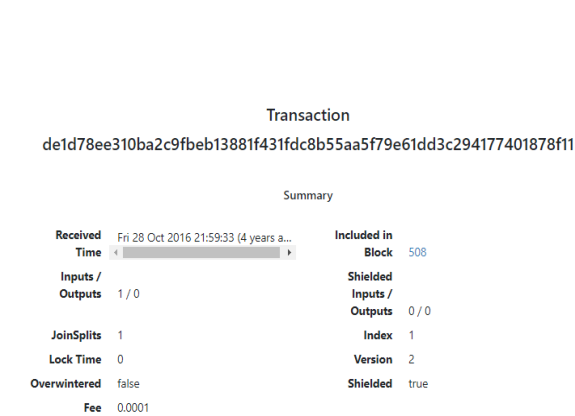 Transaction
de1d78ee310ba2c9fbeb13881f431fdc8b55aa5f79e61dd3c294177401878f11
Summary
Received Time Fri 28 Oct 2016 21:59:33 (4 years a...
Included in Block 508
Inputs / Outputs 1 / 0
Shielded Inputs / Outputs 0 / 0
JoinSplits 1
Index 1
Lock Time 0
Version 2
Overwintered false
Shielded true
Fee 0.0001